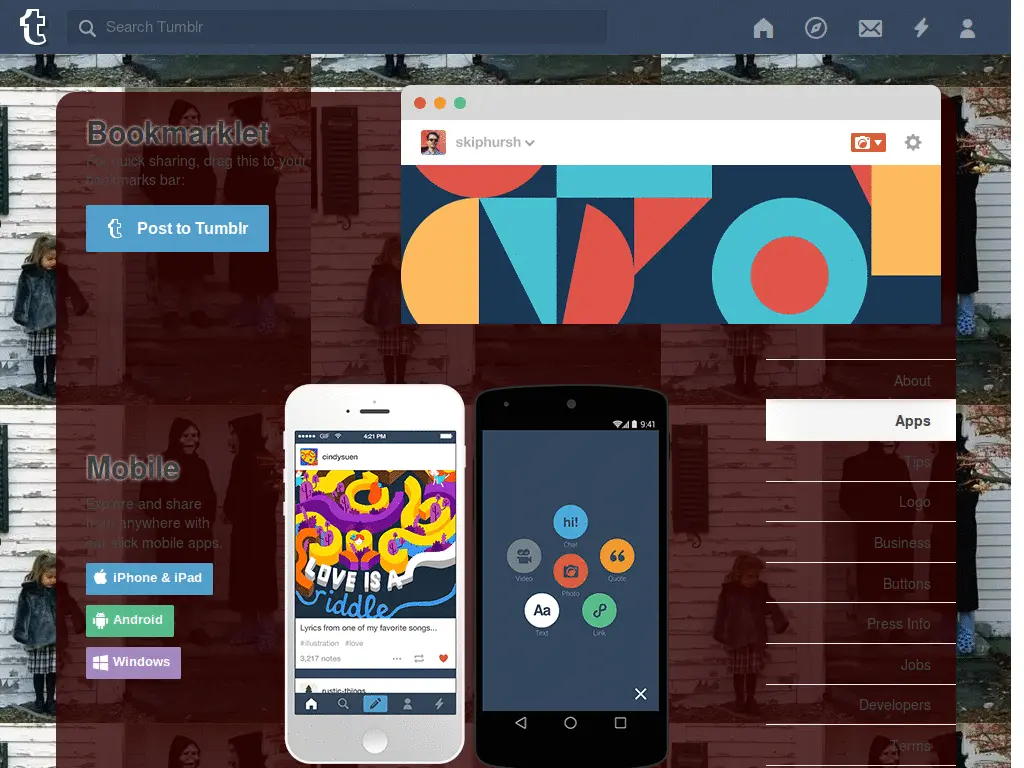 Search Tumblr
Bookmarklet
For quick sharing, drag this to your
bookmarks bar:
Post to Tumblr
skiphursh
About
Apps
Tips
Logo
Business
Buttons
Press Info
Jobs
Developers
Terms
Mobile
Explore and share
from anywhere with
our slick mobile apps.
iPhone & iPad
Android
Windows
GIF
4:21 PM
cindysuen
LOVE IS A
riddle
Lyrics from one of my favorite songs...
#illustration #love
3,217 notes
rustic-things
9:41
hi!
Chat
Video
Quote
Photo
Aa
Text
Link